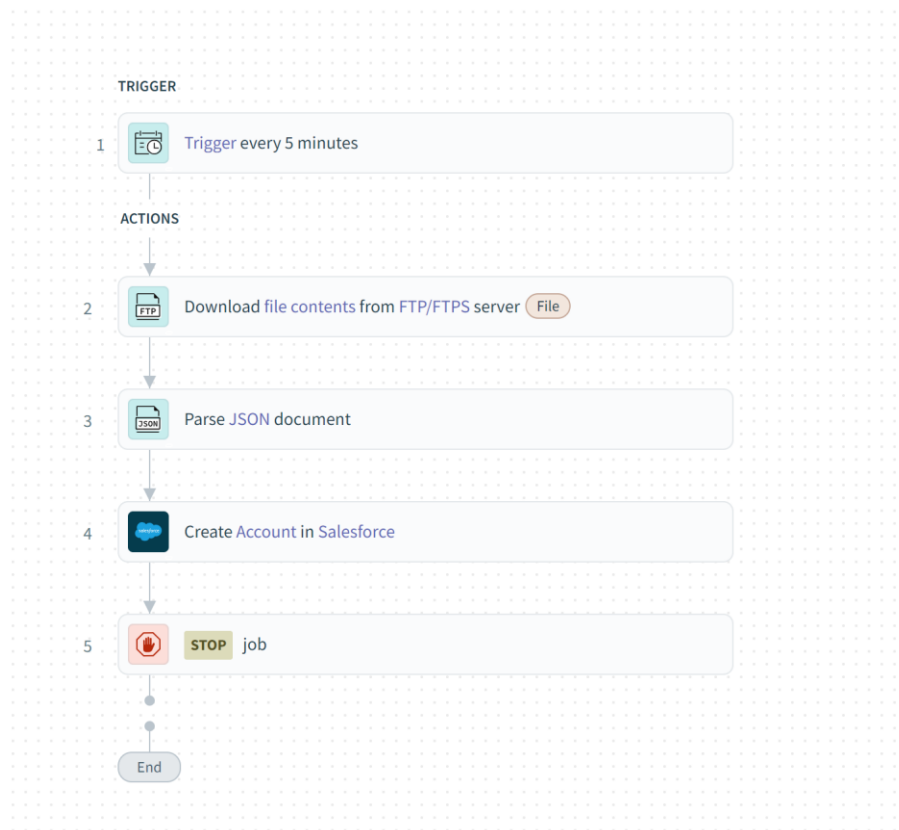 TRIGGER
1 Trigger every 5 minutes
ACTIONS
2 FTP Download file contents from FTP/FTPS server File
3 JSON Parse JSON document
4 salesforce Create Account in Salesforce
5 STOP job
End